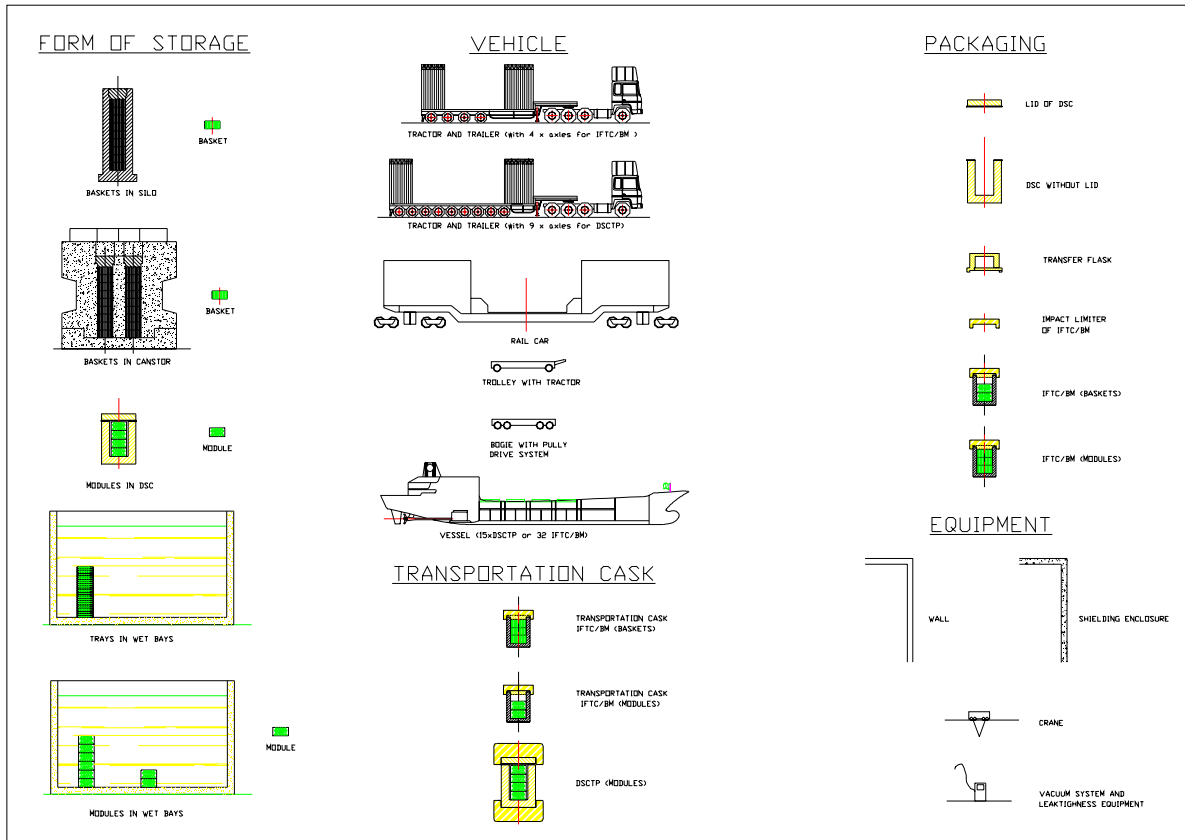 FORM OF STORAGE
BASKET
BASKETS IN SILO
BASKET
BASKETS IN CANSTOR
MODULE
MODULES IN DSC
TRAYS IN WET BAYS
MODULE
MODULES IN WET BAYS
VEHICLE
TRACTOR AND TRAILER (with 4 x axles for IFTC/BM )
TRACTOR AND TRAILER (with 9 x axles for DSCTP)
RAIL CAR
TROLLEY WITH TRACTOR
BOGIE WITH PULLY
DRIVE SYSTEM
VESSEL (15xDSCTP or 32 IFTC/BM)
TRANSPORTATION CASK
TRANSPORTATION CASK
IFTC/BM (BASKETS)
TRANSPORTATION CASK
IFTC/BM (MODULES)
DSCTP (MODULES)
PACKAGING
LID OF DSC
DSC WITHOUT LID
TRANSFER FLASK
IMPACT LIMITER
OF IFTC/BM
IFTC/BM (BASKETS)
IFTC/BM (MODULES)
EQUIPMENT
WALL
SHIELDING ENCLOSURE
CRANE
VACUUM SYSTEM AND
LEAKTIGHNESS EQUIPMENT